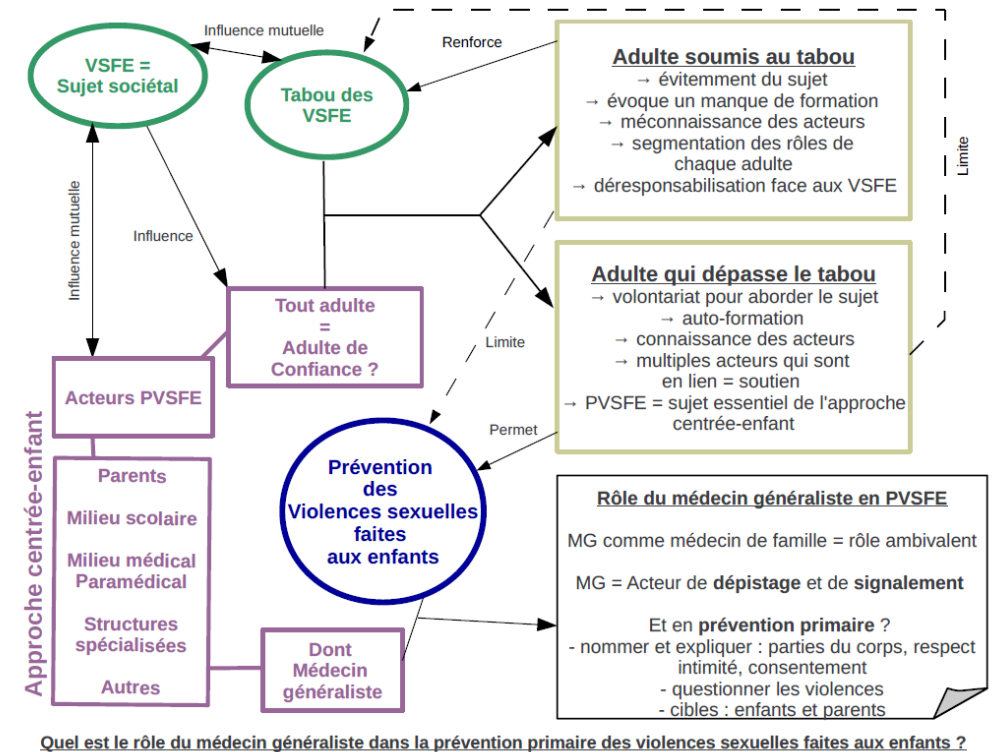 Influence mutuelle
VSFE =
Sujet sociétal
Tabou des
VSFE
Renforce
Adulte soumis au tabou
→ évitemment du sujet
→ évoque un manque de formation
→ méconnaissance des acteurs
→ segmentation des rôles de
chaque adulte
→ déresponsabilisation face aux VSFE
Limite
Influence mutuelle
Influence
Tout adulte
=
Adulte de
Confiance ?
Limite
Adulte qui dépasse le tabou
→ volontariat pour aborder le sujet
→ auto-formation
→ connaissance des acteurs
→ multiples acteurs qui sont
en lien = soutien
→ PVSFE = sujet essentiel de l'approche
centrée-enfant
Permet
Acteurs PVSFE
Approche centrée-enfant
Parents
Milieu scolaire
Milieu médical
Paramédical
Structures
spécialisées
Autres
Prévention
des
Violences sexuelles
faites
aux enfants
Dont
Médecin
généraliste
Rôle du médecin généraliste en PVSFE
MG comme médecin de famille = rôle ambivalent
MG = Acteur de dépistage et de signalement
Et en prévention primaire ?
- nommer et expliquer : parties du corps, respect
intimité, consentement
- questionner les violences
- cibles : enfants et parents
Quel est le rôle du médecin généraliste dans la prévention primaire des violences sexuelles faites aux enfants ?